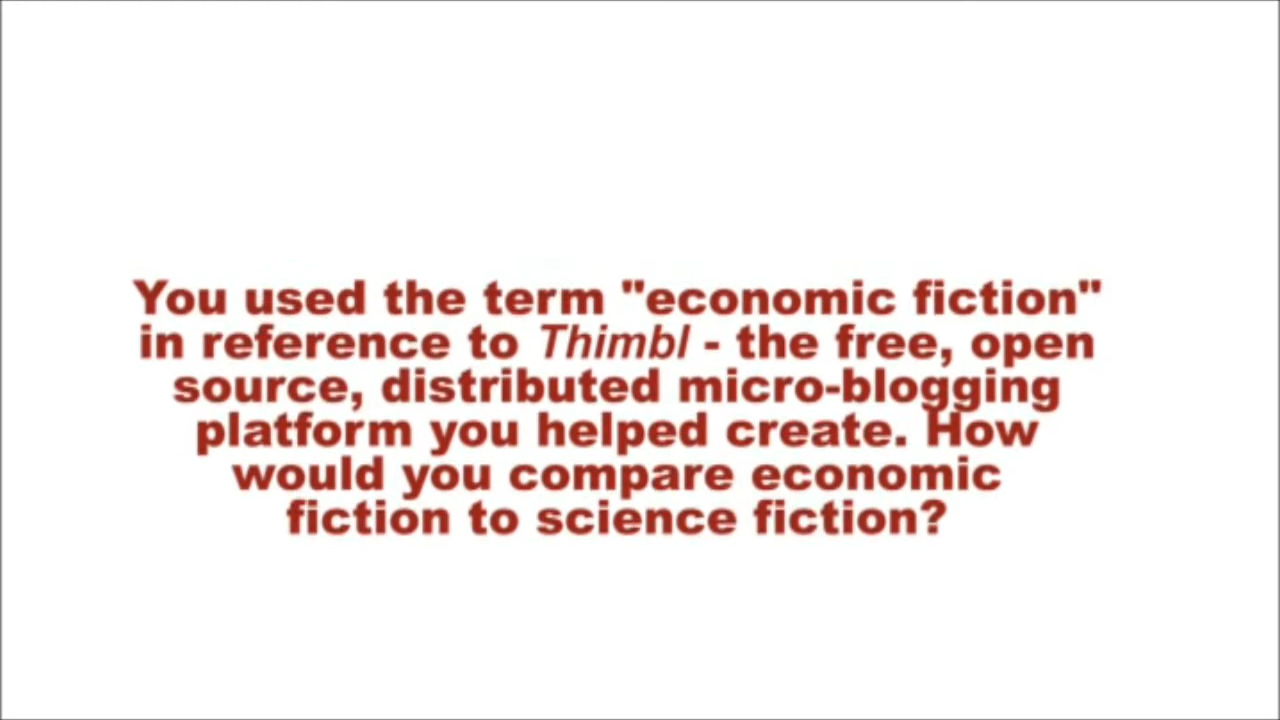 You used the term "economic fiction"
in reference to Thimbl - the free, open
source, distributed micro-blogging
platform you helped create. How
would you compare economic
fiction to science fiction?